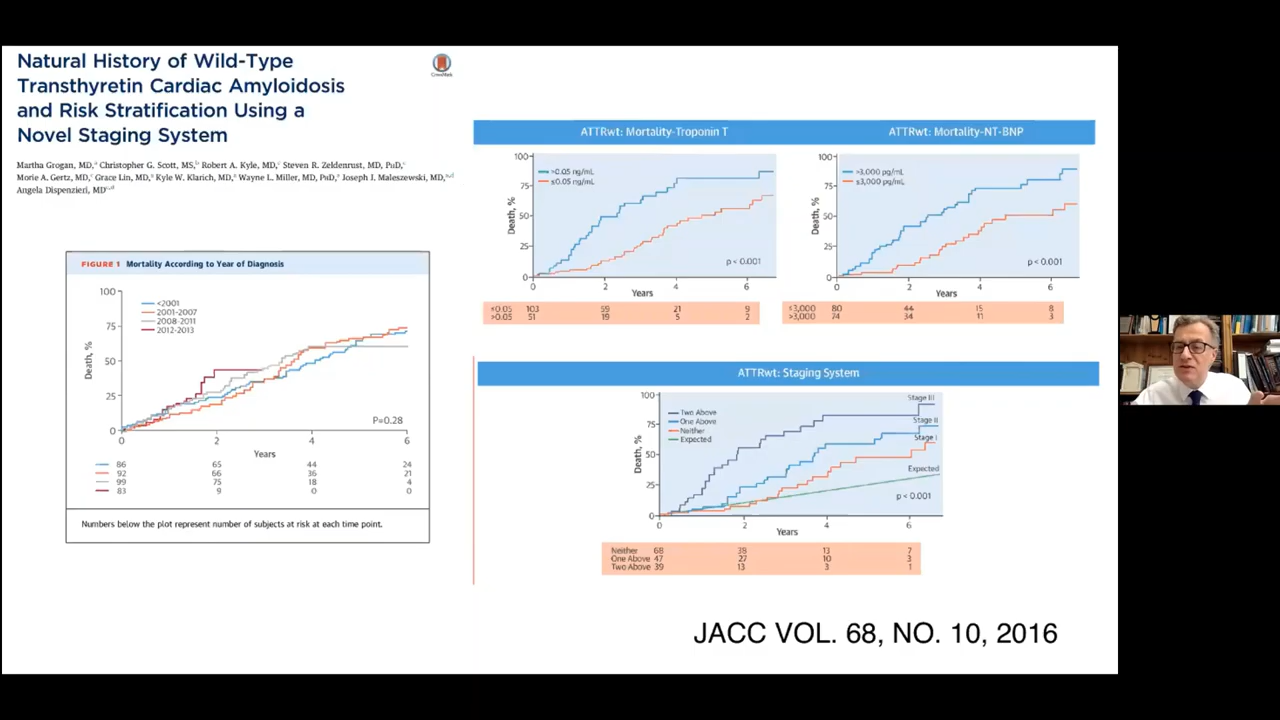 Natural History of Wild-Type
Transthyretin Cardiac Amyloidosis
and Risk Stratification Using a
Novel Staging System
CrossMark
Martha Grogan, MD, Christopher G. Scott, MS, Robert A. Kyle, MD, Steven R. Zeldenrust, MD, PhD,
Morie A. Gertz, MD, Grace Lin, MD, Kyle W. Klarich, MD, Wayne L. Miller, MD, PhD, Joseph J. Maleszewski, MD,
Angela Dispenzieri, MD
FIGURE 1 Mortality According to Year of Diagnosis
100
75
50
25
0
Death, %
<2001
2001-2007
2008-2011
2012-2013
P=0.28
0 2 4 6
Years
86 65 44 24
92 66 36 21
99 75 18 4
83 9 0 0
Numbers below the plot represent number of subjects at risk at each time point.
ATTRwt: Mortality-Troponin T
100
75
50
25
0
Death, %
>0.05 ng/mL
≤0.05 ng/mL
p < 0.001
0 2 4 6
Years
≤0.05 103 59 21 9
>0.05 51 19 5 2
ATTRwt: Mortality-NT-BNP
100
75
50
25
0
Death, %
>3,000 pg/mL
≤3,000 pg/mL
p < 0.001
0 2 4 6
Years
≤3,000 80 44 15 8
>3,000 74 34 11 3
ATTRwt: Staging System
100
75
50
25
0
Death, %
Two Above
One Above
Neither
Expected
Stage III
Stage II
Stage I
Expected
p < 0.001
0 2 4 6
Years
Neither 68 38 13 7
One Above 47 27 10 3
Two Above 39 13 3 1
JACC VOL. 68, NO. 10, 2016